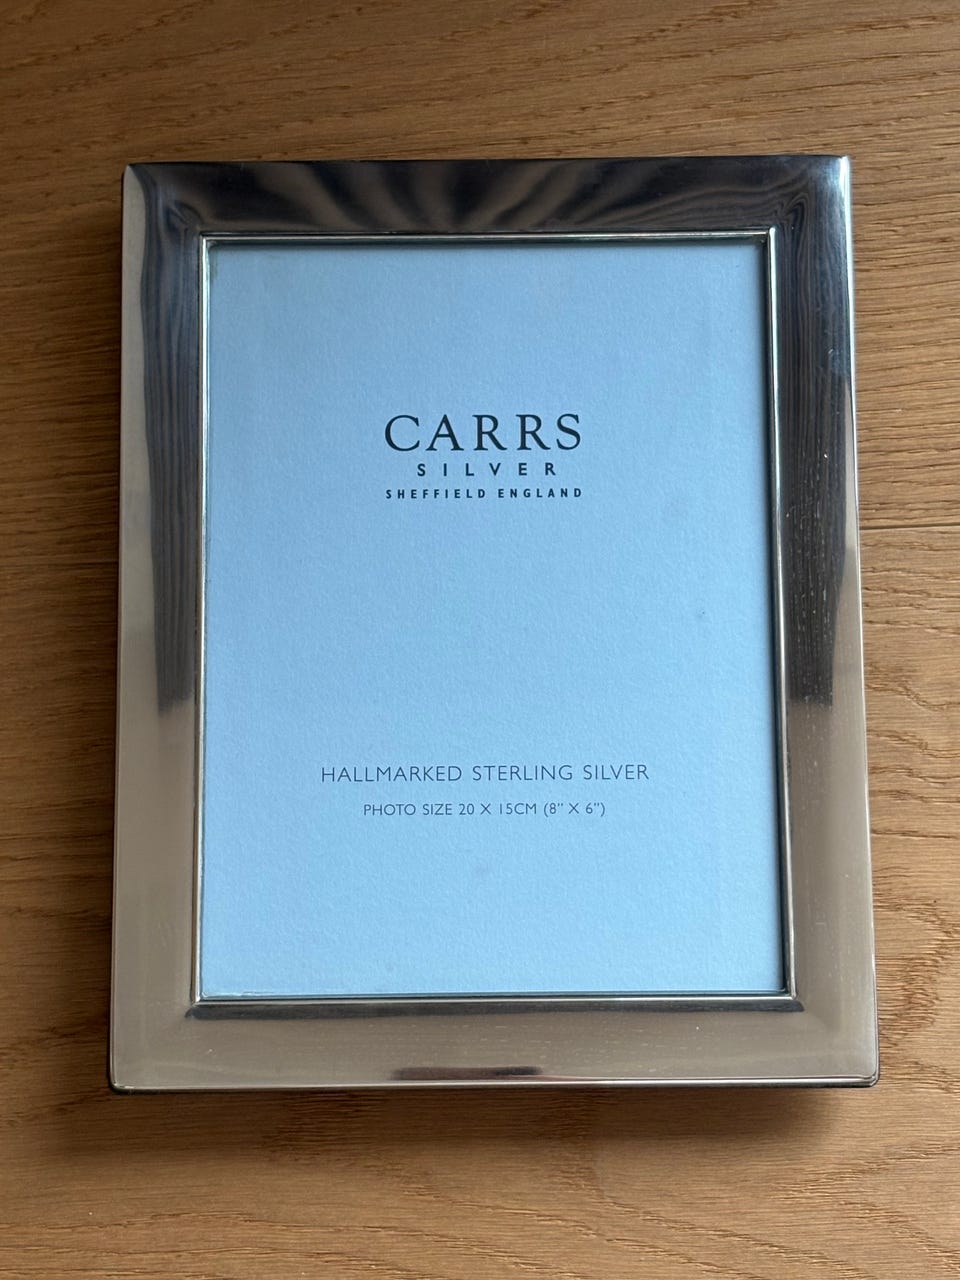 CARRS
SILVER
SHEFFIELD ENGLAND
HALLMARKED STERLING SILVER
PHOTO SIZE 20 X 15CM (8" X 6")